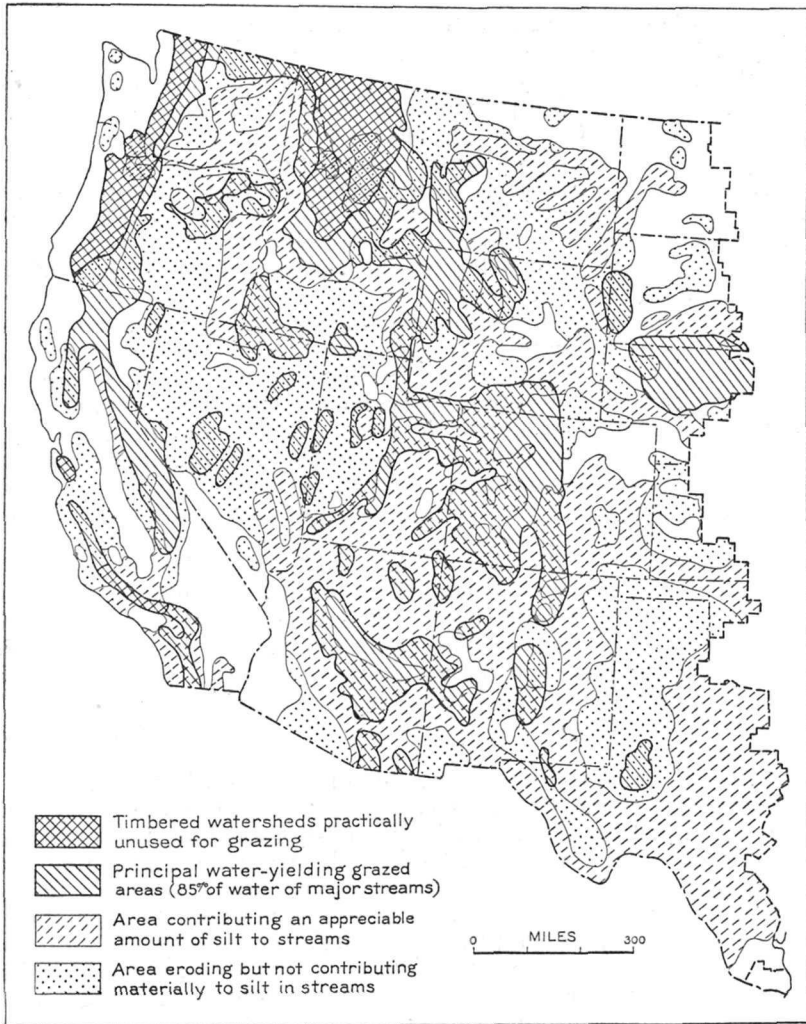 Timbered watersheds practically
unused for grazing
Principal water-yielding grazed
areas (85% of water of major streams)
Area contributing an appreciable
amount of silt to streams
Area eroding but not contributing
materially to silt in streams
MILES
0 300